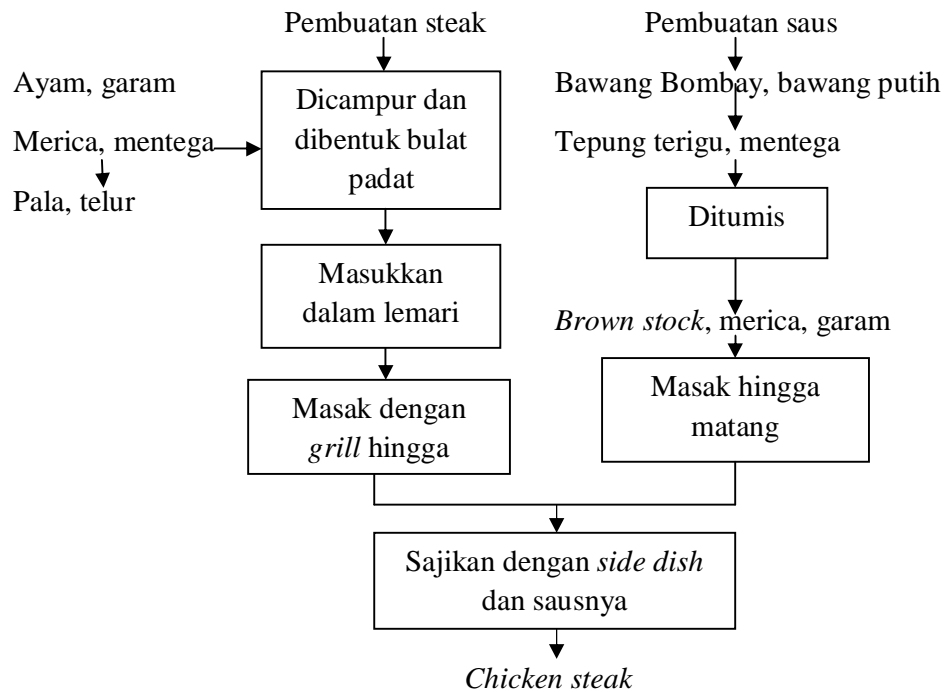 Pembuatan steak
Pembuatan saus
Ayam, garam
Merica, mentega
Pala, telur
Dicampur dan
dibentuk bulat
padat
Masukkan
dalam lemari
Masak dengan
grill hingga
Bawang Bombay, bawang putih
Tepung terigu, mentega
Ditumis
Brown stock, merica, garam
Masak hingga
matang
Sajikan dengan side dish
dan sausnya
Chicken steak